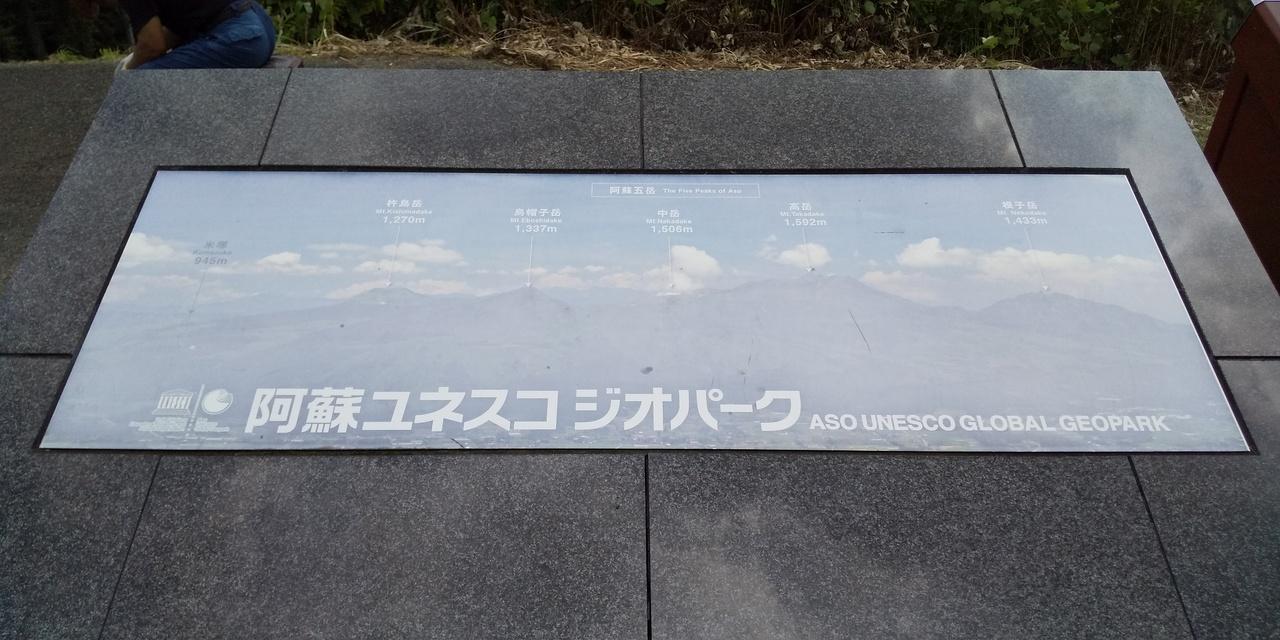 阿蘇五岳 The Five Peaks of Aso
杵島岳
Mt.Kishimadake
1,270m
烏帽子岳
Mt.Eboshidake
1,337m
中岳
Mt.Nakadake
1,506m
高岳
Mt.Takadake
1,592m
根子岳
Mt. Nekodake
1,433m
米塚
Komezuka
945m
阿蘇ユネスコ ジオパーク ASO UNESCO GLOBAL GEOPARK